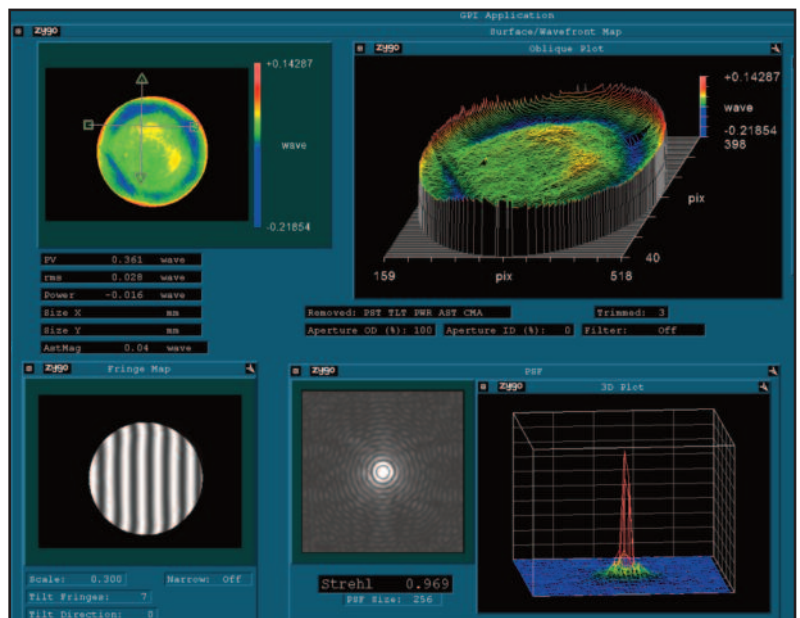 GPI Application
zygo Surface/Wavefront Map
zygo Oblique Plot
+0.14287
wave
-0.21854
+0.14287
wave
-0.21854
398
pix
40
159 pix 518
PV 0.361 wave
rms 0.028 wave
Power -0.016 wave
Size X mm
Size Y mm
AstMag 0.04 wave
Removed: PST TLT PWR AST CMA
Trimmed: 3
Aperture OD (%): 100
Aperture ID (%): 0
Filter: Off
zygo Fringe Map
Scale: 0.300
Narrow: Off
Tilt Fringes: 7
Tilt Direction: 0
zygo PSF
zygo 3D Plot
Strehl 0.969
PSF Size: 256